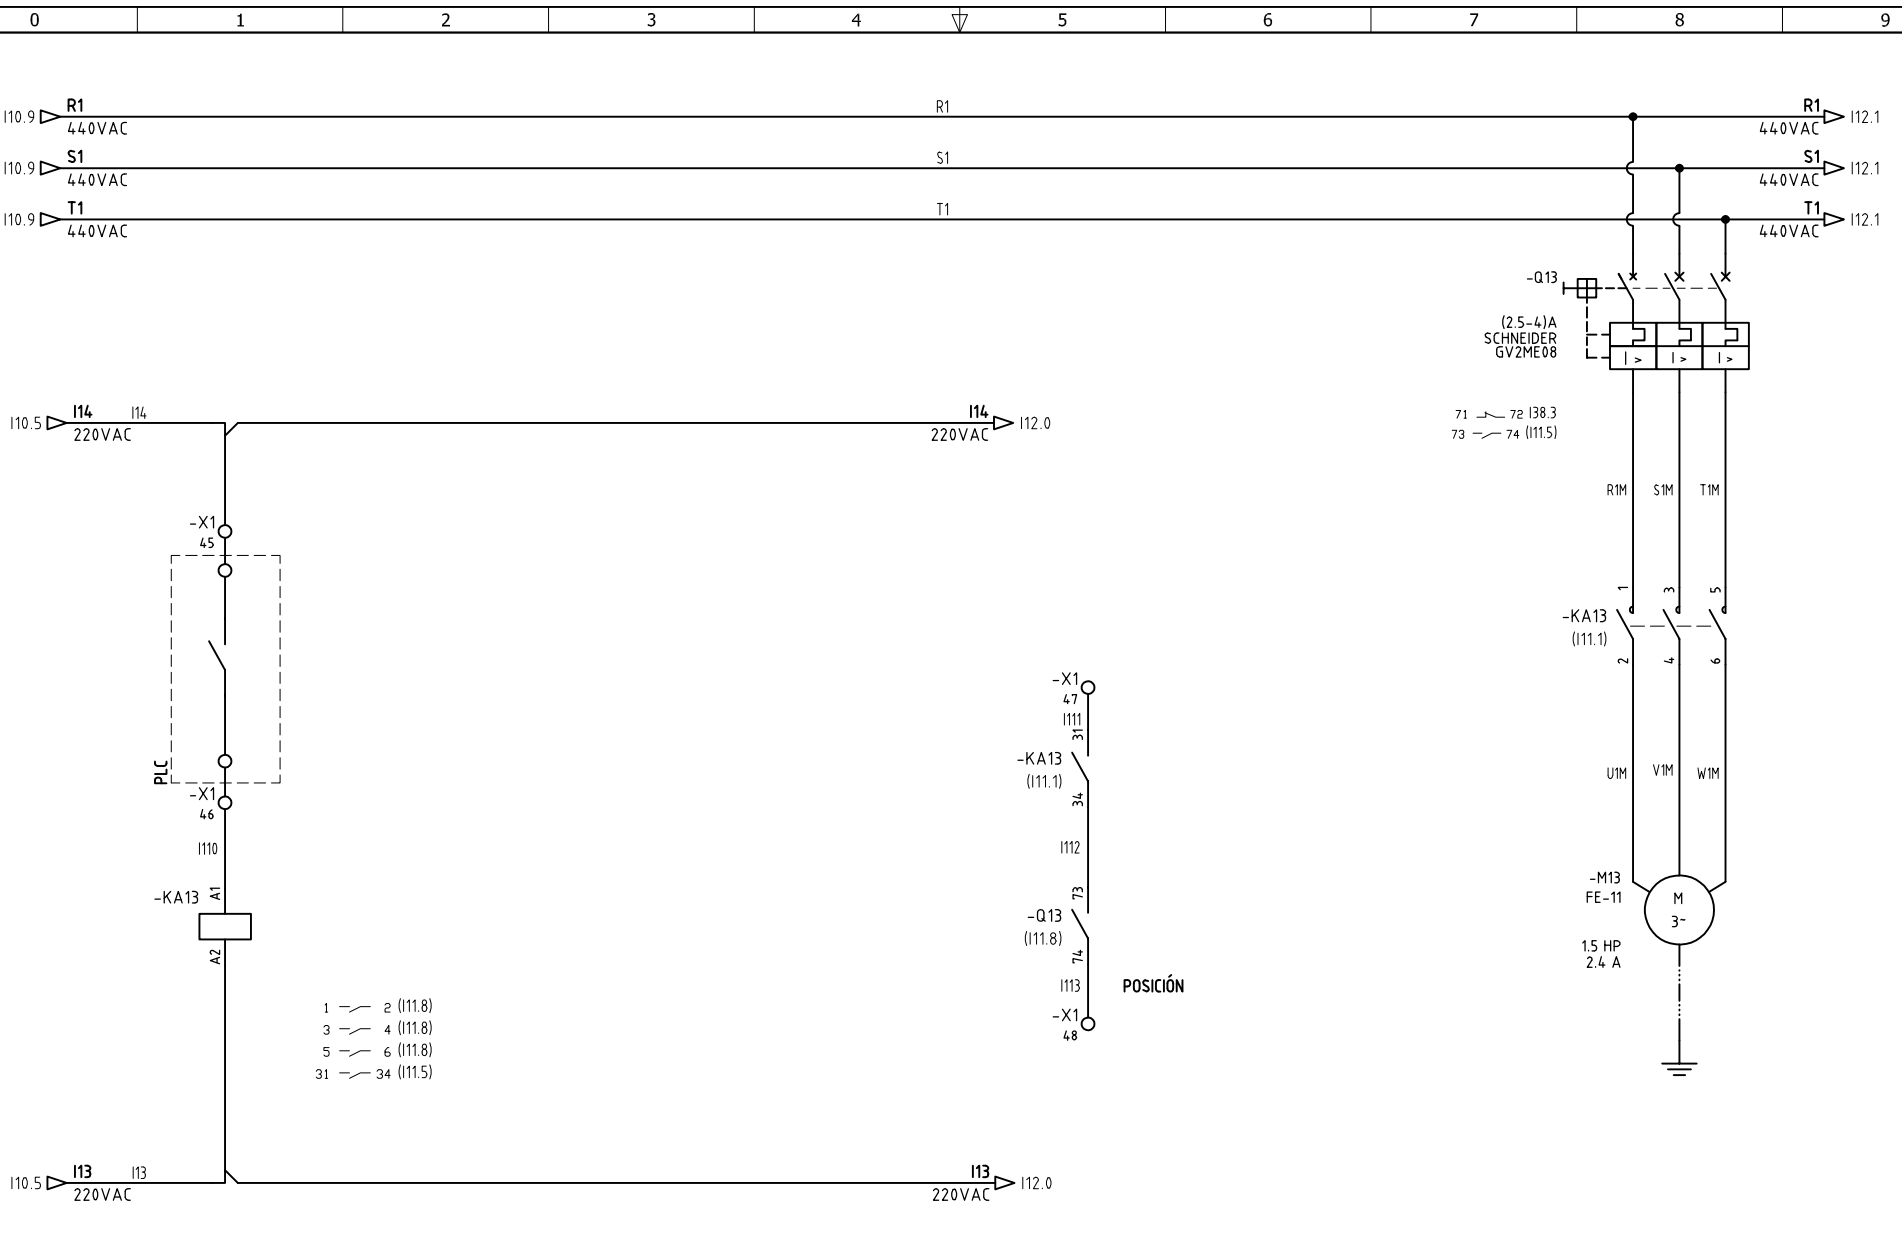 0 1 2 3 4 5 6 7 8 9
R1 R1 R1
I10.9 I12.1
440VAC 440VAC
S1 S1 S1
I10.9 I12.1
440VAC 440VAC
T1 T1 T1
I10.9 I12.1
440VAC 440VAC
-Q13
(2.5-4)A
SCHNEIDER
GV2ME08
I> I> I>
71 72 I38.3
73 74 (I11.5)
I14 I14 I14
I10.5 I12.0
220VAC 220VAC
R1M S1M T1M
-X1
45
PLC
-X1
46
I110
-KA13 A1
A2
1 2 (I11.8)
3 4 (I11.8)
5 6 (I11.8)
31 34 (I11.5)
-X1
47
I111
31
-KA13
(I11.1)
34
I112
73
-Q13
(I11.8)
74
I113 POSICIÓN
-X1
48
1 3 5
-KA13
(I11.1)
2 4 6
U1M V1M W1M
-M13
FE-11
M
3~
1.5 HP
2.4 A
I13 I13 I13
I10.5 I12.0
220VAC 220VAC